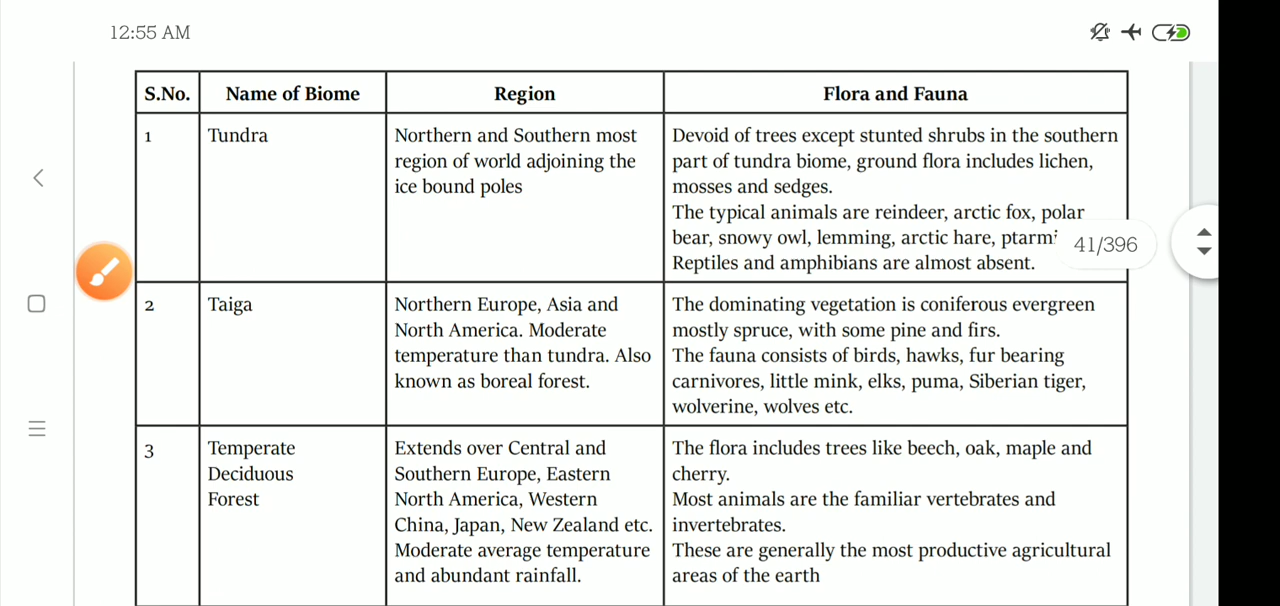 12:55 AM
S.No.
Name of Biome
Region
Flora and Fauna
1
Tundra
Northern and Southern most
region of world adjoining the
ice bound poles
Devoid of trees except stunted shrubs in the southern
part of tundra biome, ground flora includes lichen,
mosses and sedges.
The typical animals are reindeer, arctic fox, polar
bear, snowy owl, lemming, arctic hare,
Reptiles and amphibians are almost absent.
41/396
2
Taiga
Northern Europe, Asia and
North America. Moderate
temperature than tundra. Also
known as boreal forest.
The dominating vegetation is coniferous evergreen
mostly spruce, with some pine and firs.
The fauna consists of birds, hawks, fur bearing
carnivores, little mink, elks, puma, Siberian tiger,
wolverine, wolves etc.
3
Temperate
Deciduous
Forest
Extends over Central and
Southern Europe, Eastern
North America, Western
China, Japan, New Zealand etc.
Moderate average temperature
and abundant rainfall.
The flora includes trees like beech, oak, maple and
cherry.
Most animals are the familiar vertebrates and
invertebrates.
These are generally the most productive agricultural
areas of the earth